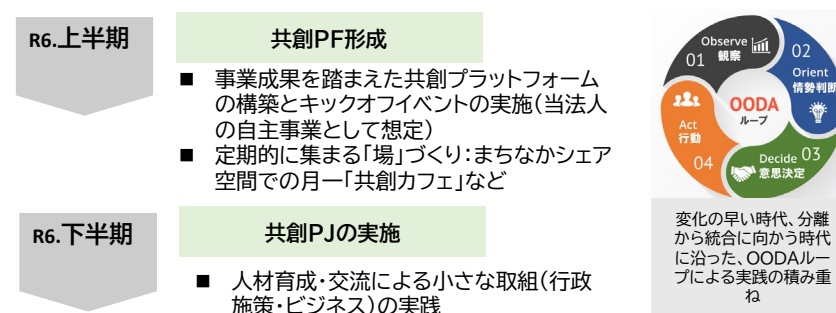 R6.上半期
共創PF形成
■ 事業成果を踏まえた共創プラットフォーム
の構築とキックオフイベントの実施(当法人
の自主事業として想定)
■ 定期的に集まる「場」づくり:まちなかシェア
空間での月一「共創カフェ」など
R6.下半期
共創PJの実施
■ 人材育成・交流による小さな取組(行政
施策・ビジネス)の実践
Observe
01 観察
02
Orient
情勢判断
OODA
ループ
Act
行動
04
Decide 03
意思決定
変化の早い時代、分離
から統合に向かう時代
に沿った、OODAルー
プによる実践の積み重
ね